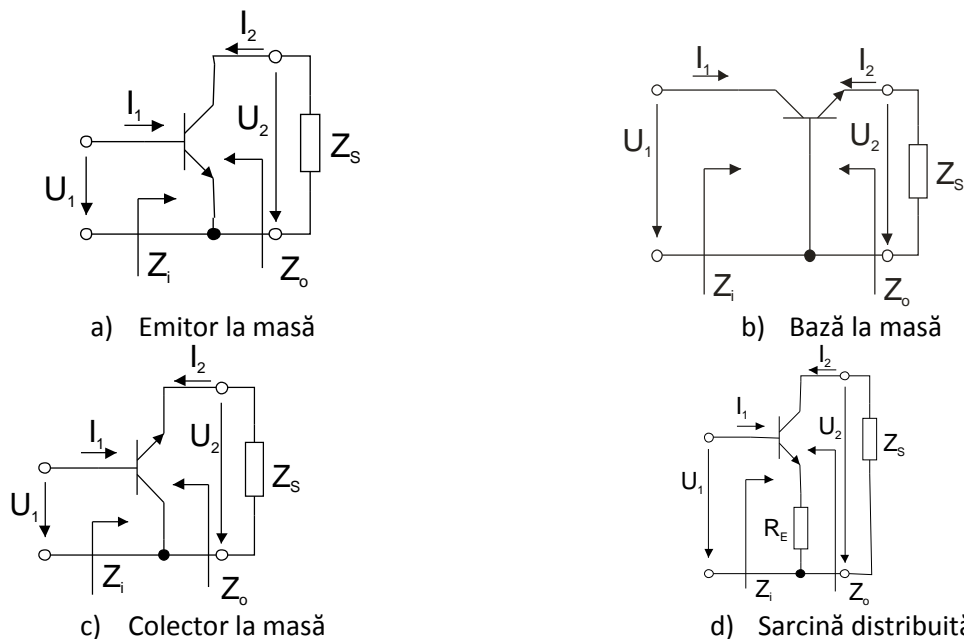 I₂
I₁
U₂
Zₛ
U₁
Zᵢ
Zₒ
a) Emitor la masă
I₁
I₂
U₁
U₂
Zₛ
Zᵢ
Zₒ
b) Bază la masă
I₂
I₁
U₂
Zₛ
U₁
Zᵢ
Zₒ
c) Colector la masă
I₂
I₁
U₂
Zₛ
U₁
R_E
Zᵢ
Zₒ
d) Sarcină distribuită